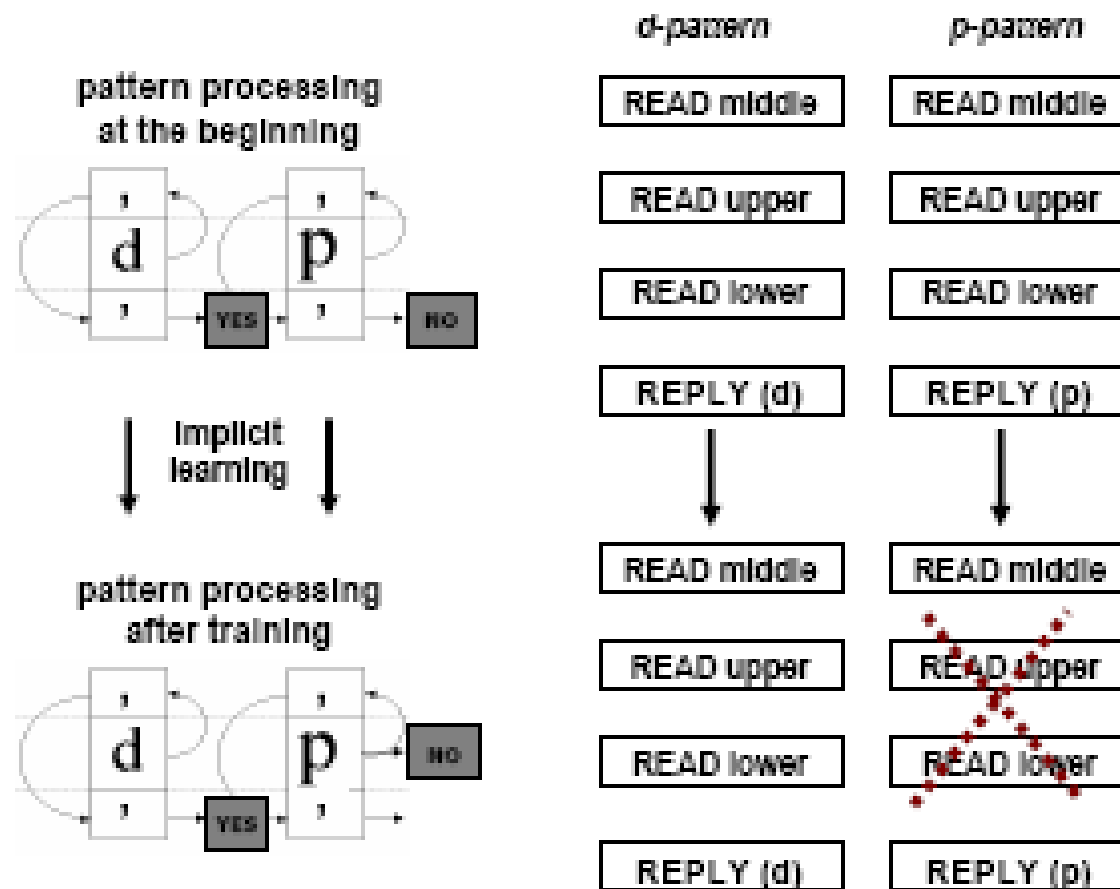 d-pattern p-pattern
pattern processing
at the beginning
READ middle READ middle
, ,
READ upper READ upper
d p
, ,
YES NO
READ lower READ lower
REPLY (d) REPLY (p)
implicit
learning
pattern processing
after training
READ middle READ middle
, ,
READ upper READ upper
d p
NO
READ lower READ lower
, ,
YES
REPLY (d) REPLY (p)